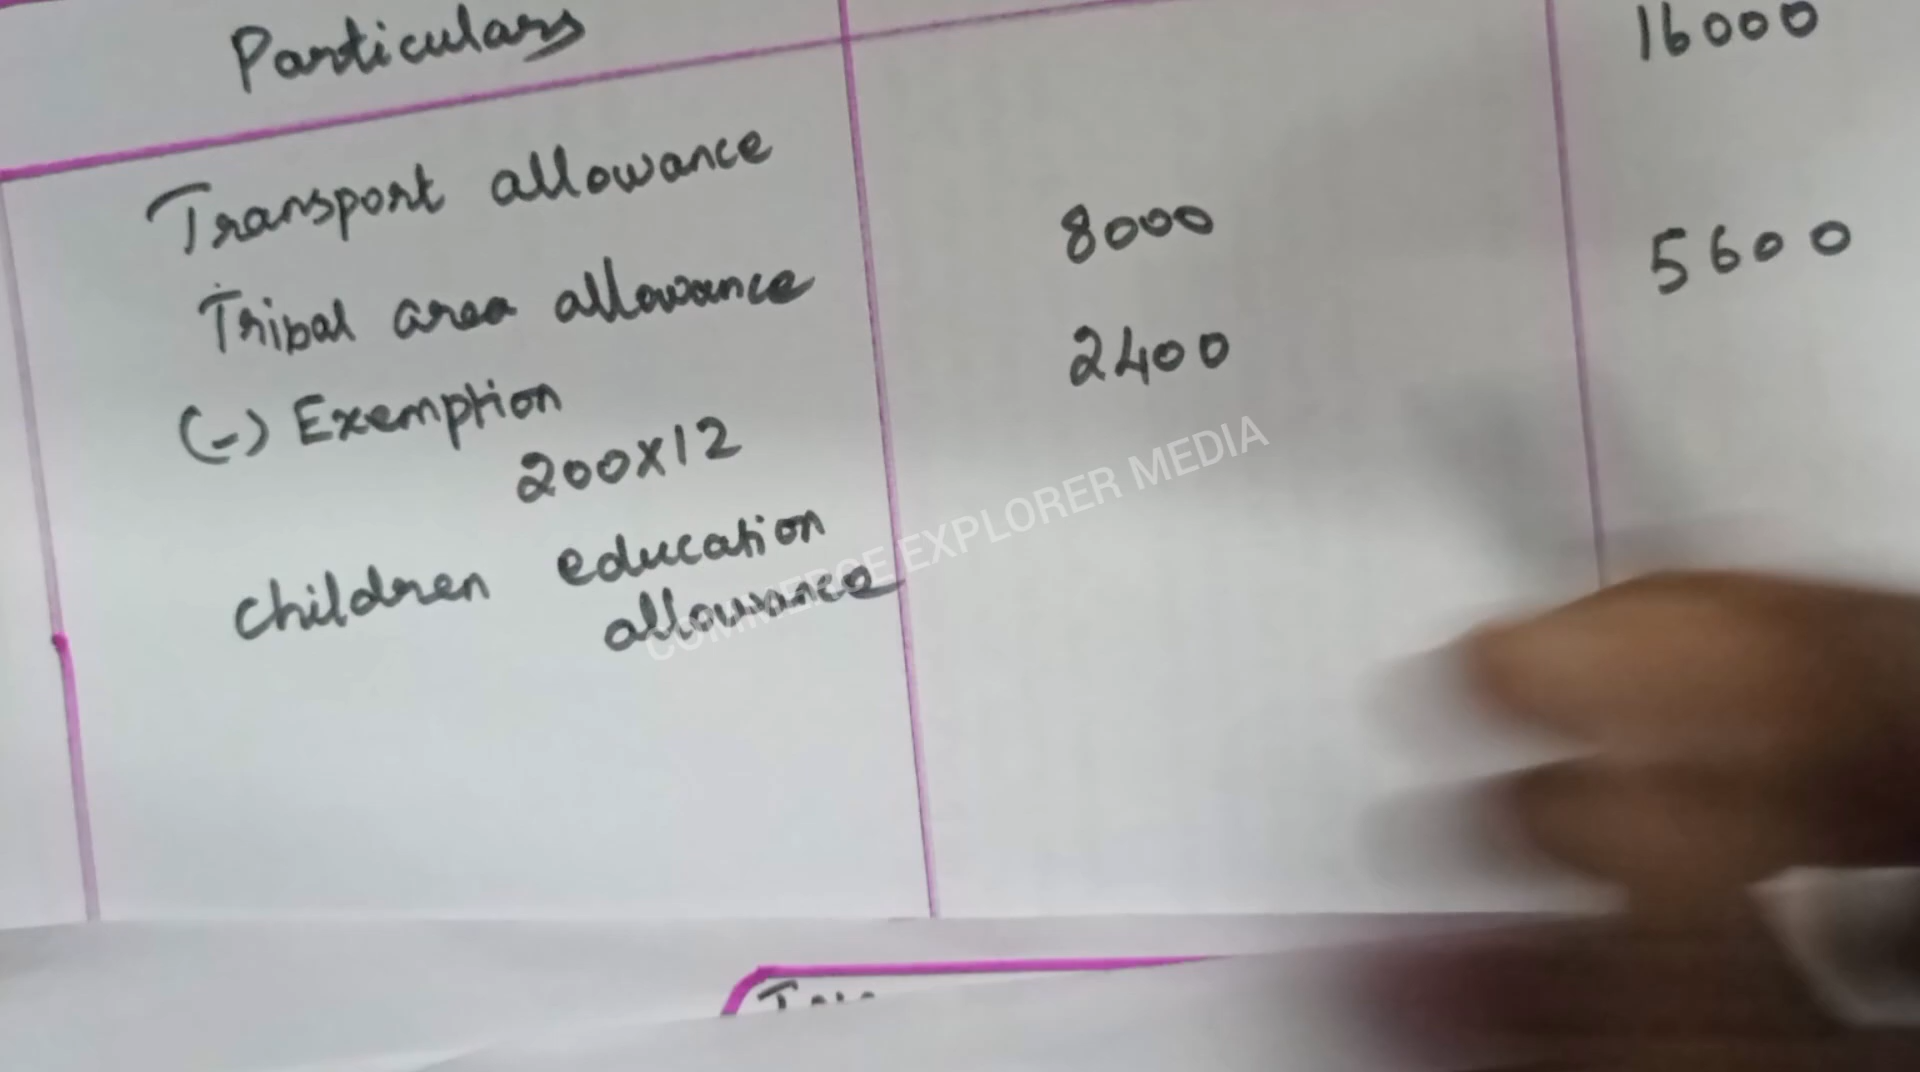 Particulars
Transport allowance 16000
Tribal area allowance 8000
(-) Exemption 2400 5600
200x12
children education
allowance
COMMERCE EXPLORER MEDIA